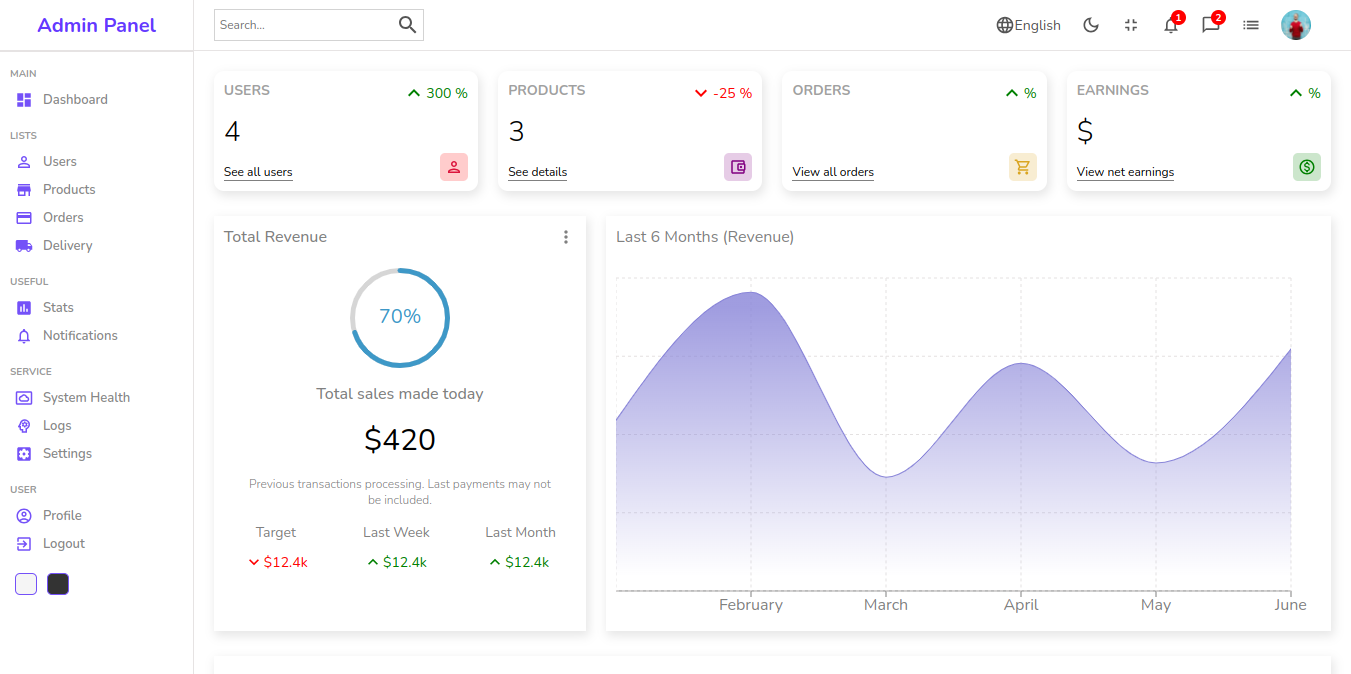 Admin Panel
Search...
English
1
2
MAIN
Dashboard
LISTS
Users
Products
Orders
Delivery
USEFUL
Stats
Notifications
SERVICE
System Health
Logs
Settings
USER
Profile
Logout
USERS
300 %
4
See all users
PRODUCTS
-25 %
3
See details
ORDERS
%
View all orders
EARNINGS
%
$
View net earnings
Total Revenue
70%
Total sales made today
$420
Previous transactions processing. Last payments may not
be included.
Target
Last Week
Last Month
$12.4k
$12.4k
$12.4k
Last 6 Months (Revenue)
February
March
April
May
June